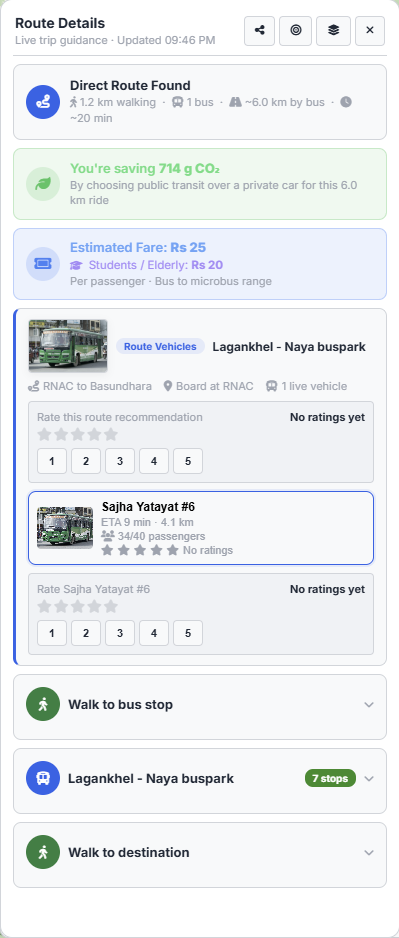 Route Details
Live trip guidance · Updated 09:46 PM
Direct Route Found
1.2 km walking · 1 bus · ~6.0 km by bus ·
~20 min
You're saving 714 g CO₂
By choosing public transit over a private car for this 6.0
km ride
Estimated Fare: Rs 25
Students / Elderly: Rs 20
Per passenger · Bus to microbus range
Route Vehicles Lagankhel - Naya buspark
RNAC to Basundhara Board at RNAC 1 live vehicle
Rate this route recommendation No ratings yet
1 2 3 4 5
Sajha Yatayat #6
ETA 9 min · 4.1 km
34/40 passengers
No ratings
Rate Sajha Yatayat #6 No ratings yet
1 2 3 4 5
Walk to bus stop
Lagankhel - Naya buspark 7 stops
Walk to destination